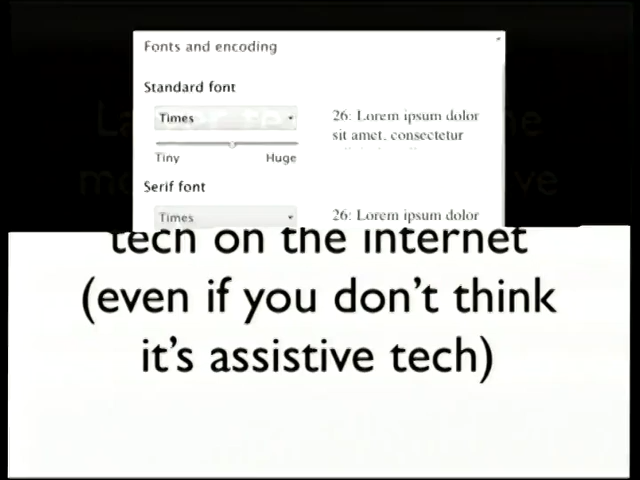 Fonts and encoding
Standard font
Times
26: Lorem ipsum dolor
sit amet, consectetur
Tiny Huge
Serif font
Times
26: Lorem ipsum dolor
tech on the internet
(even if you don't think
it's assistive tech)